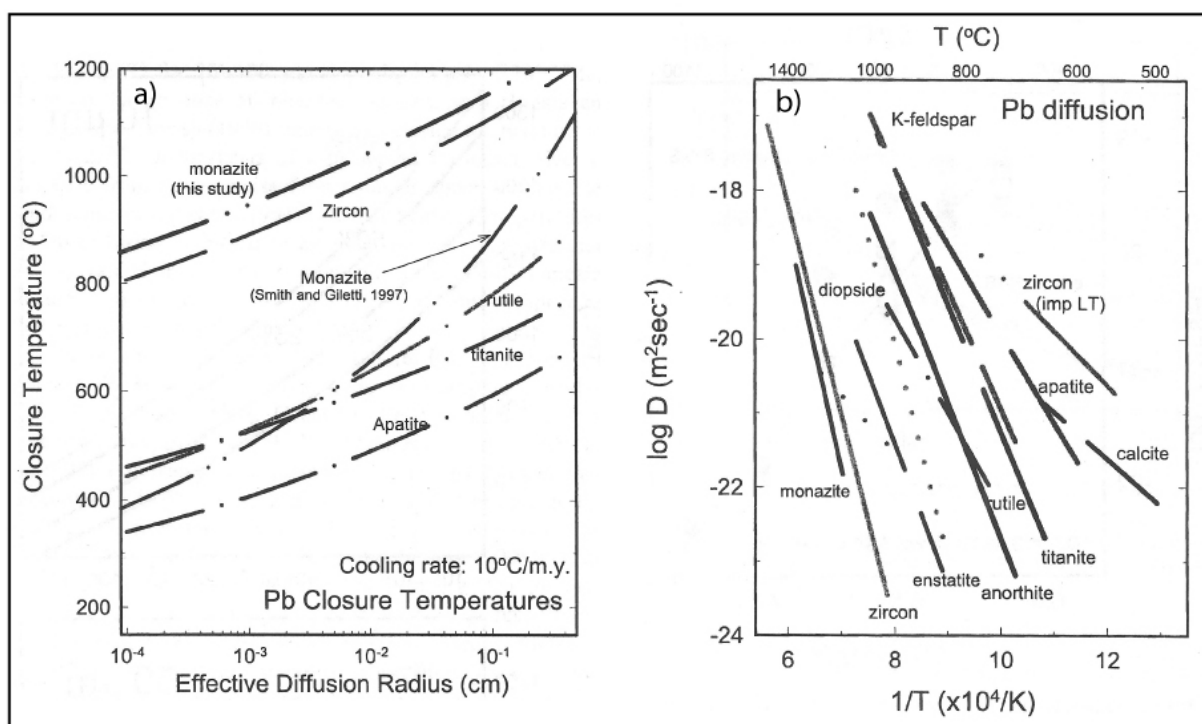 a)
1200
1000
800
600
400
200
Closure Temperature (ºC)
monazite
(this study)
Zircon
Monazite
(Smith and Giletti, 1997)
rutile
titanite
Apatite
Cooling rate: 10ºC/m.y.
Pb Closure Temperatures
10-4
10-3
10-2
10-1
Effective Diffusion Radius (cm)
T (ºC)
1400
1000
800
600
500
b)
Pb diffusion
K-feldspar
-18
-20
-22
-24
log D (m2sec-1)
diopside
zircon
(imp LT)
apatite
calcite
monazite
rutile
titanite
enstatite
anorthite
zircon
6
8
10
12
1/T (x104/K)